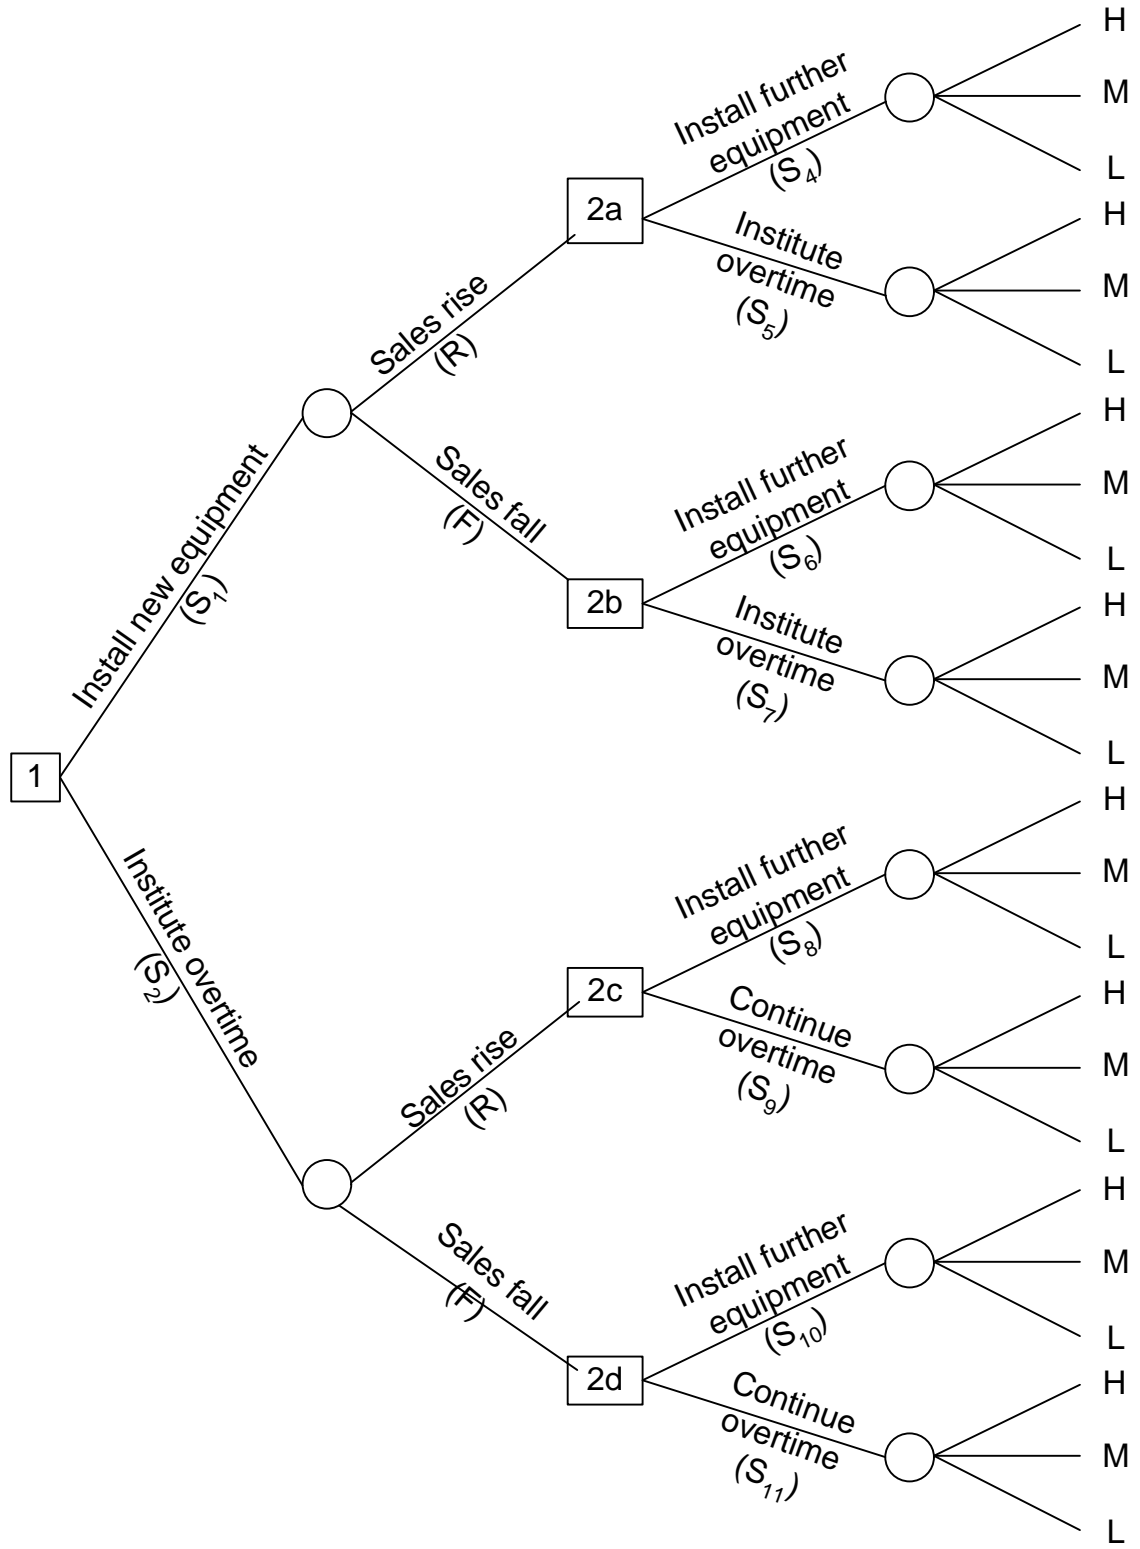 H
M
L
Install further
equipment
(S4)
2a
Institute
overtime
(S5)
H
M
L
Sales rise
(R)
Sales fall
(F)
Install further
equipment
(S6)
H
M
L
2b
Institute
overtime
(S7)
H
M
L
Install new equipment
(S1)
1
Institute overtime
(S2)
Install further
equipment
(S8)
H
M
L
2c
Continue
overtime
(S9)
H
M
L
Sales rise
(R)
Sales fall
(F)
Install further
equipment
(S10)
H
M
L
2d
Continue
overtime
(S11)
H
M
L